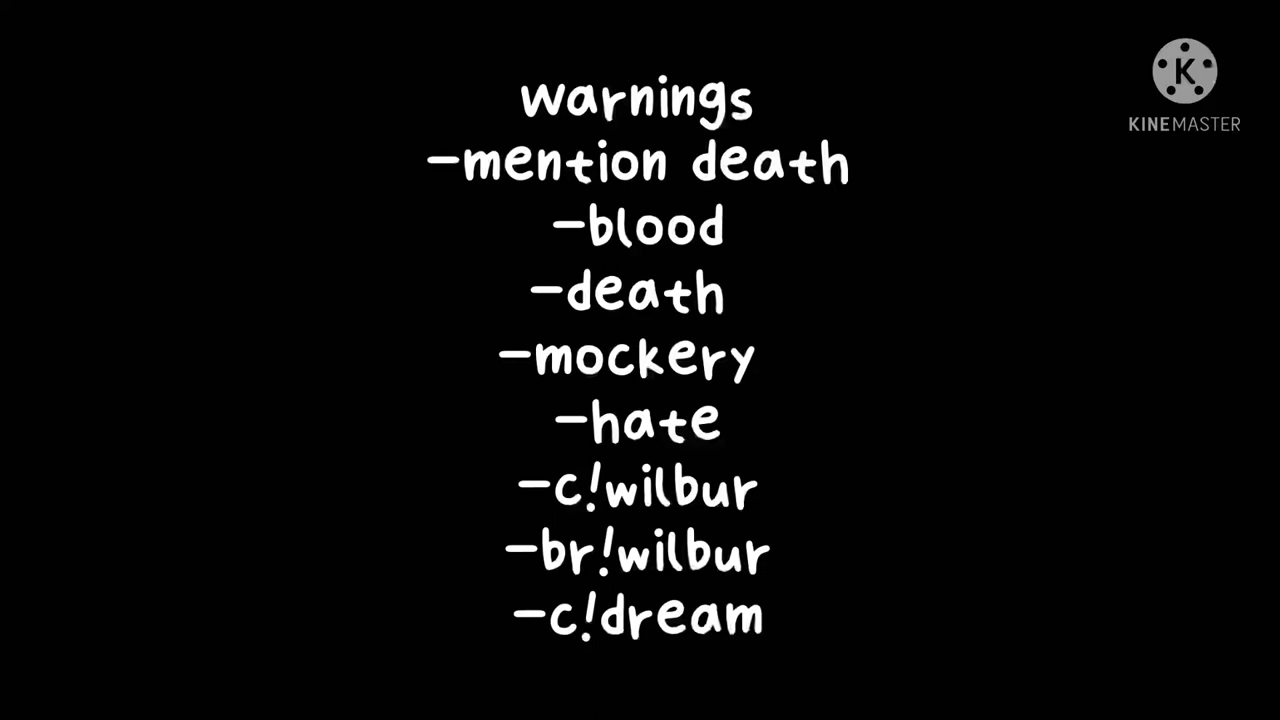 warnings
-mention death
-blood
-death
-mockery
-hate
-c!wilbur
-br!wilbur
-c!dream
K
KINEMASTER